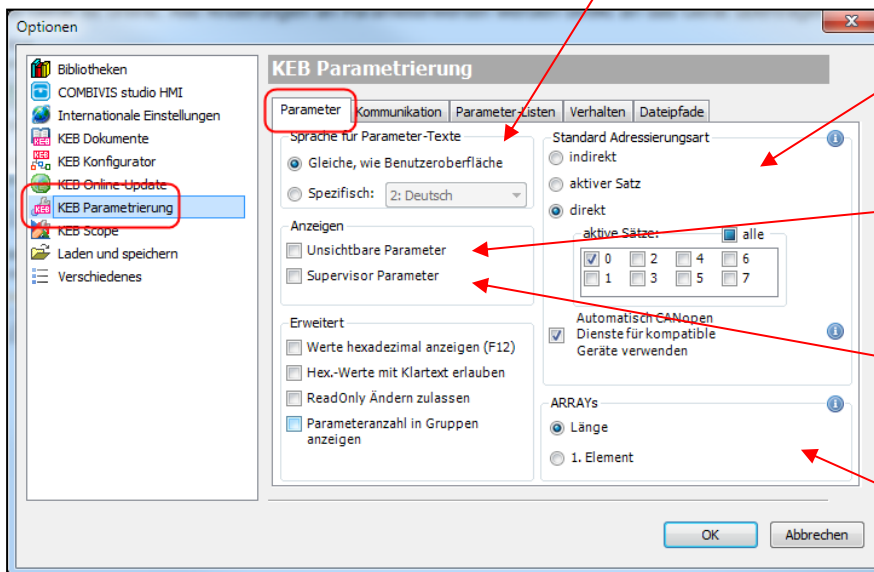 Optionen
Bibliotheken
COMBIVIS studio HMI
Internationale Einstellungen
KEB Dokumente
KEB Konfigurator
KEB Online-Update
KEB Parametrierung
KEB Scope
Laden und speichern
Verschiedenes
KEB Parametrierung
Parameter Kommunikation Parameter-Listen Verhalten Dateipfade
Sprache für Parameter-Texte
Gleiche, wie Benutzeroberfläche
Spezifisch: 2: Deutsch
Anzeigen
Unsichtbare Parameter
Supervisor Parameter
Erweitert
Werte hexadezimal anzeigen (F12)
Hex.-Werte mit Klartext erlauben
ReadOnly Ändern zulassen
Parameteranzahl in Gruppen
anzeigen
Standard Adressierungsart
indirekt
aktiver Satz
direkt
aktive Sätze: alle
0 2 4 6
1 3 5 7
Automatisch CANopen
Dienste für kompatible
Geräte verwenden
ARRAYs
Länge
1. Element
OK Abbrechen